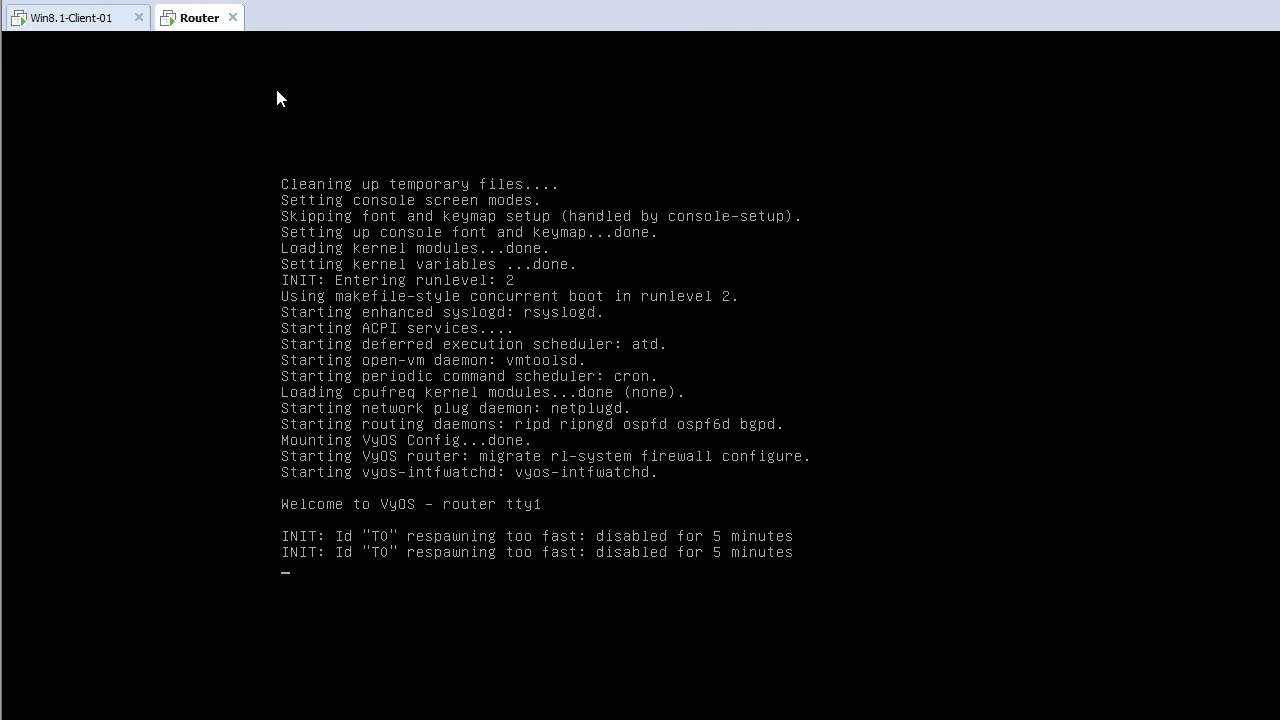 Win8.1-Client-01
Router
Cleaning up temporary files....
Setting console screen modes.
Skipping font and keymap setup (handled by console-setup).
Setting up console font and keymap...done.
Loading kernel modules...done.
Setting kernel variables ...done.
INIT: Entering runlevel: 2
Using makefile-style concurrent boot in runlevel 2.
Starting enhanced syslogd: rsyslogd.
Starting ACPI services....
Starting deferred execution scheduler: atd.
Starting open-vm daemon: vmtoolsd.
Starting periodic command scheduler: cron.
Loading cpufreq kernel modules...done (none).
Starting network plug daemon: netplugd.
Starting routing daemons: ripd ripngd ospfd ospf6d bgpd.
Mounting VyOS Config...done.
Starting VyOS router: migrate rl-system firewall configure.
Starting vyos-intfwatchd: vyos-intfwatchd.
Welcome to VyOS - router tty1
INIT: Id "T0" respawning too fast: disabled for 5 minutes
INIT: Id "T0" respawning too fast: disabled for 5 minutes
_